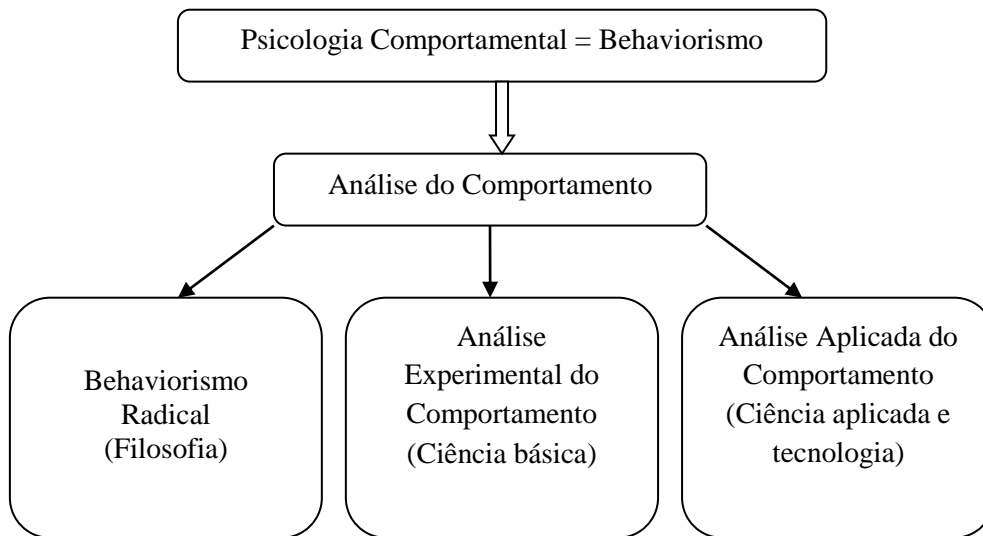 Psicologia Comportamental = Behaviorismo
Análise do Comportamento
Behaviorismo
Radical
(Filosofia)
Análise
Experimental do
Comportamento
(Ciência básica)
Análise Aplicada do
Comportamento
(Ciência aplicada e
tecnologia)